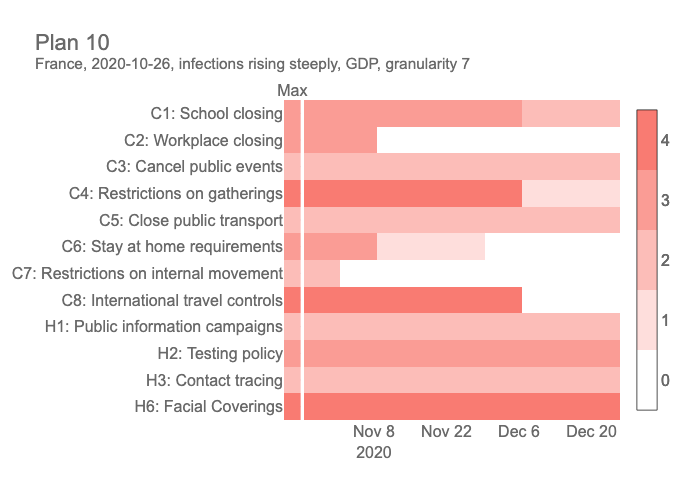 Plan 10
France, 2020-10-26, infections rising steeply, GDP, granularity 7
Max
C1: School closing
C2: Workplace closing
C3: Cancel public events
C4: Restrictions on gatherings
C5: Close public transport
C6: Stay at home requirements
C7: Restrictions on internal movement
C8: International travel controls
H1: Public information campaigns
H2: Testing policy
H3: Contact tracing
H6: Facial Coverings
Nov 8 Nov 22 Dec 6 Dec 20
2020
4
3
2
1
0